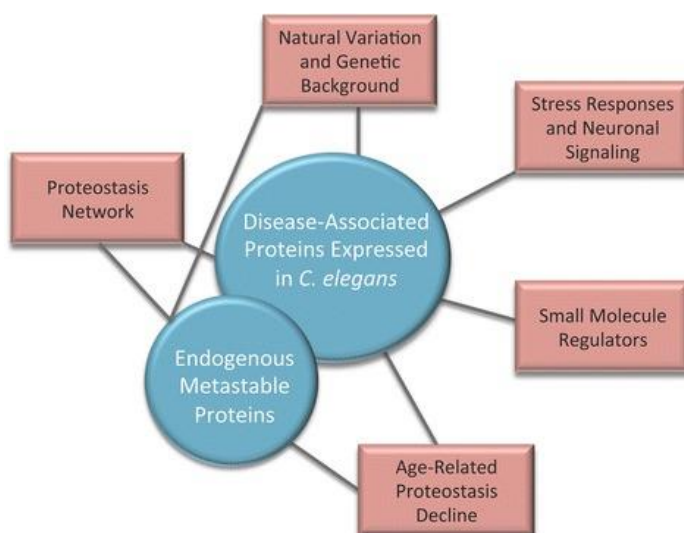 Natural Variation
and Genetic
Background
Stress Responses
and Neuronal
Signaling
Proteostasis
Network
Disease-Associated
Proteins Expressed
in C. elegans
Small Molecule
Regulators
Endogenous
Metastable
Proteins
Age-Related
Proteostasis
Decline